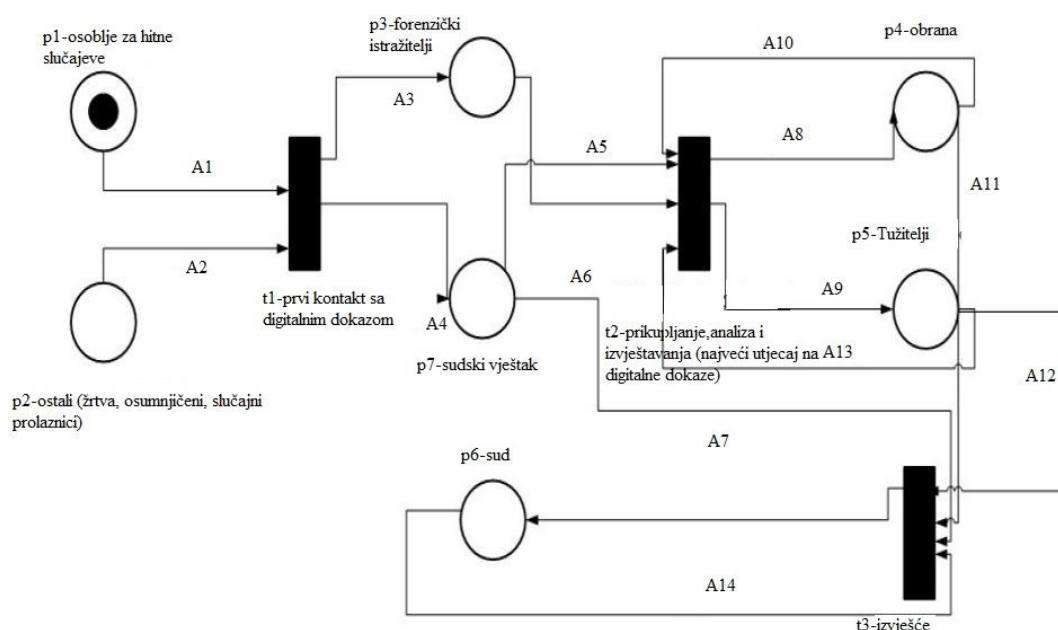 p1-osoblje za hitne
slučajeve
p3-forenzički
istražitelji
A10
p4-obrana
A3
A5
A8
A1
A11
p5-Tužitelji
A2
A6
A9
t1-prvi kontakt sa
digitalnim dokazom
A4
p7-sudski vještak
t2-prikupljanje,analiza i
izvještavanja (najveći utjecaj na
digitalne dokaze)
A13
A12
p2-ostali (žrtva, osumnjičeni, slučajni
prolaznici)
A7
p6-sud
A14
t3-izvješće